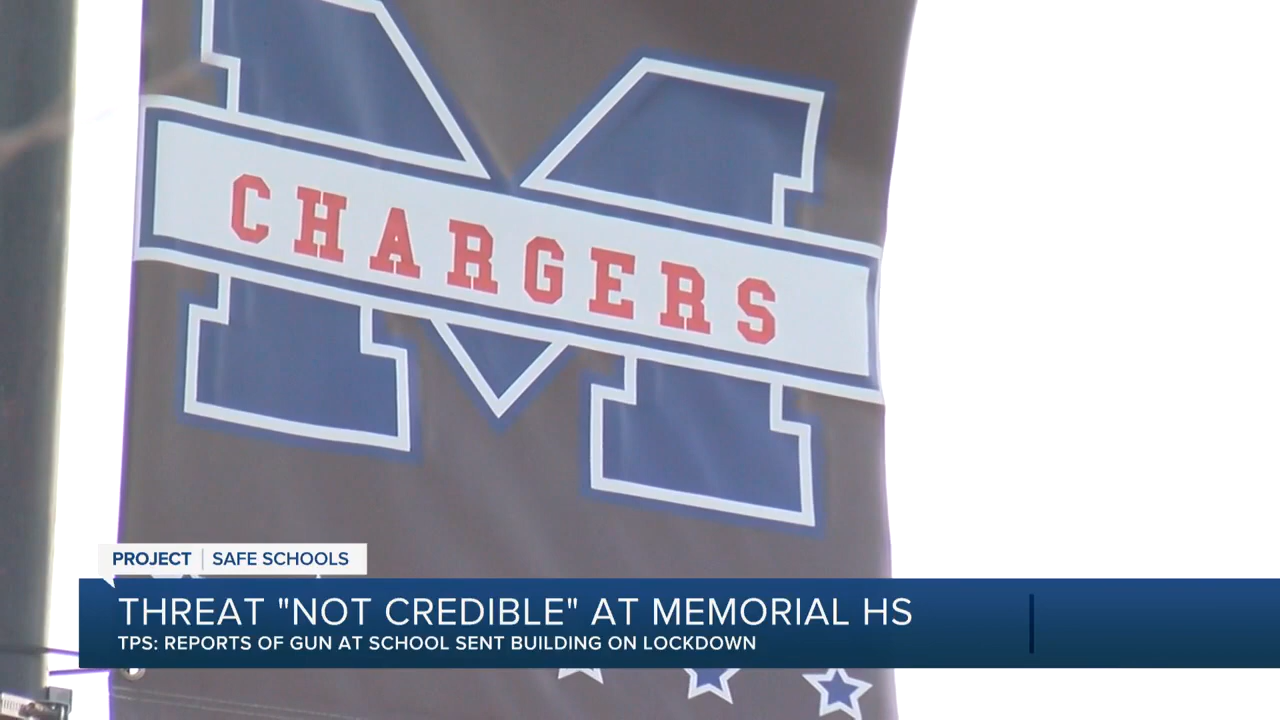 M
CHARGERS
PROJECT | SAFE SCHOOLS
THREAT "NOT CREDIBLE" AT MEMORIAL HS
TPS: REPORTS OF GUN AT SCHOOL SENT BUILDING ON LOCKDOWN